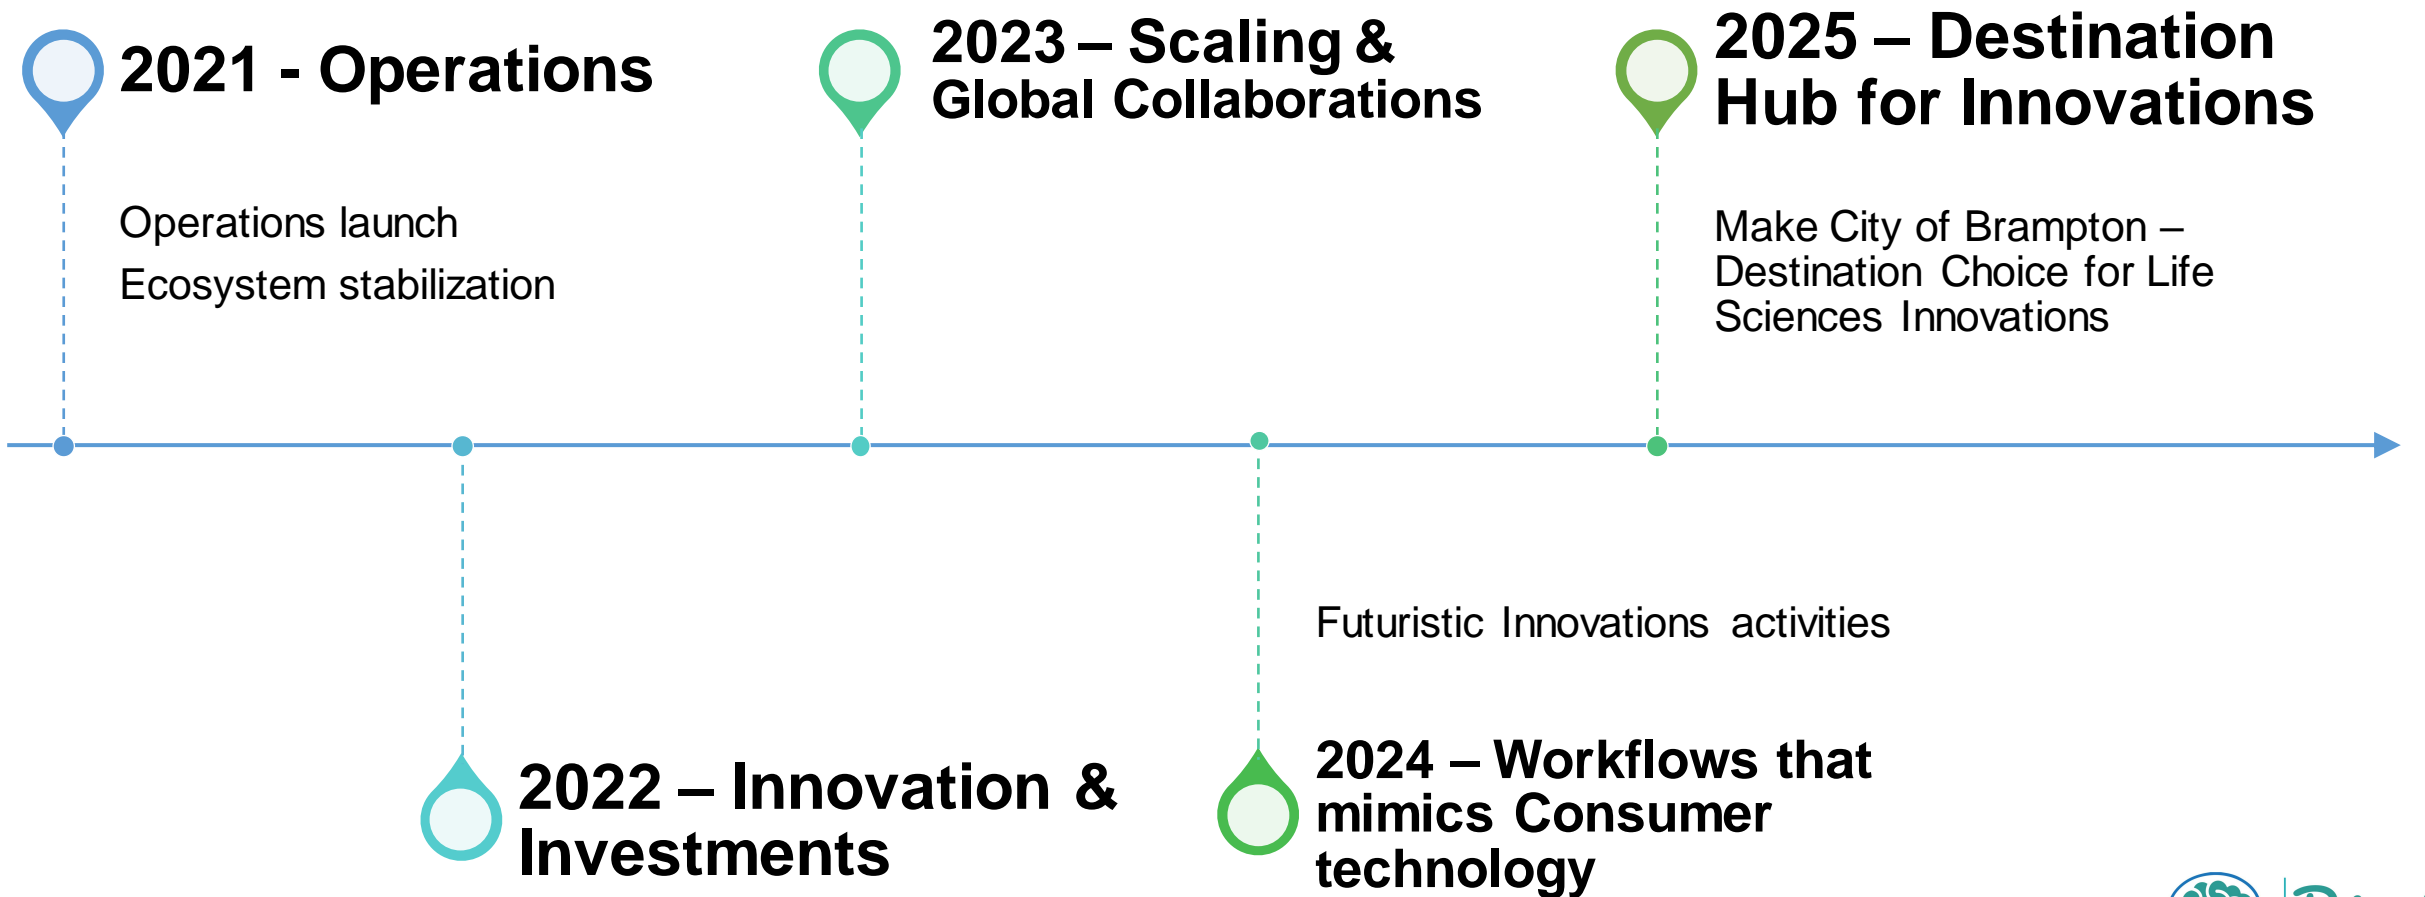 2021 - Operations
Operations launch
Ecosystem stabilization
2022 – Innovation &
Investments
2023 – Scaling &
Global Collaborations
Futuristic Innovations activities
2024 – Workflows that
mimics Consumer
technology
2025 – Destination
Hub for Innovations
Make City of Brampton –
Destination Choice for Life
Sciences Innovations